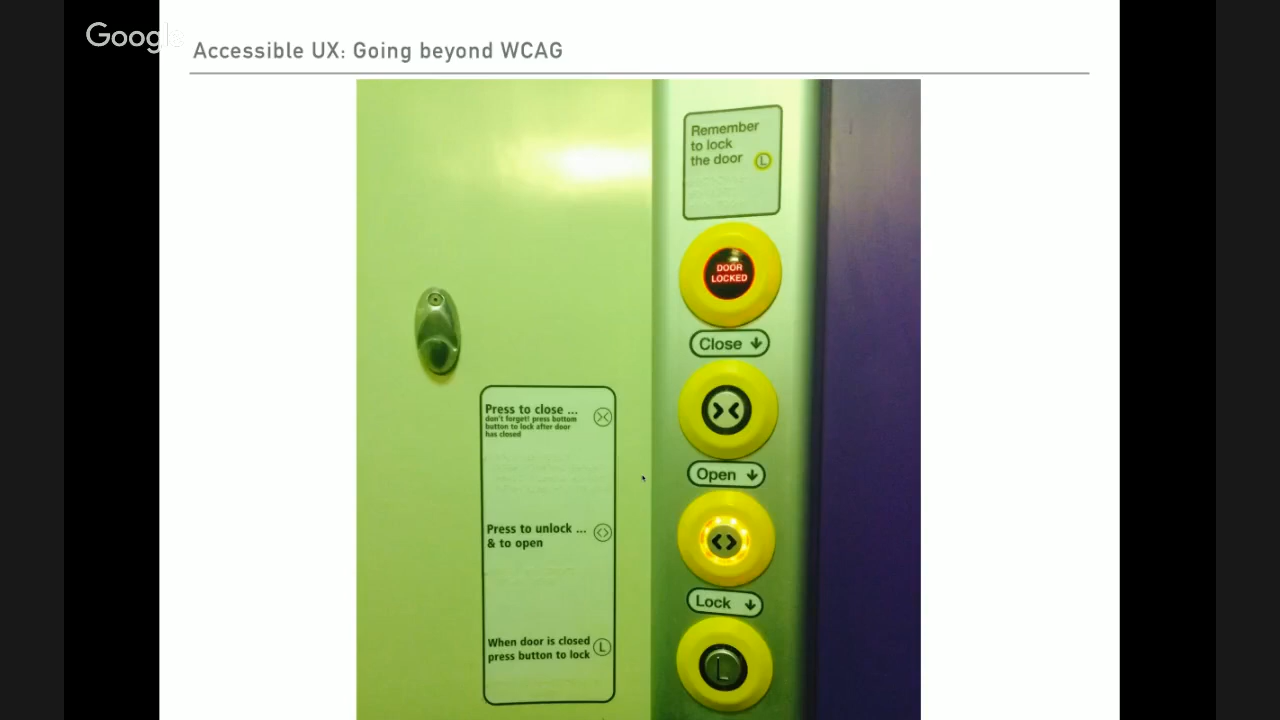 Google
Accessible UX: Going beyond WCAG
Remember
to lock
the door L
DOOR
LOCKED
Close ↓
Open ↓
Lock ↓
L
Press to close ...
don't forget! press bottom
button to lock after door
has closed
Press to unlock ...
& to open
When door is closed
press button to lock L